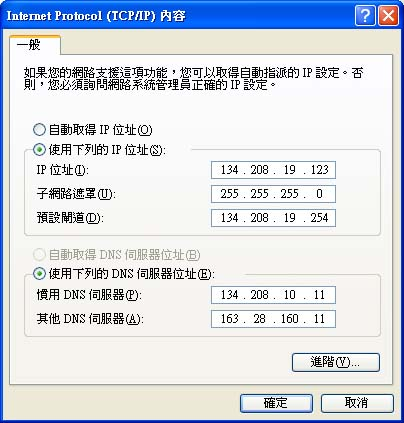 Internet Protocol (TCP/IP) 內容
一般
如果您的網路支援這項功能，您可以取得自動指派的 IP 設定。否
則，您必須詢問網路系統管理員正確的 IP 設定。
自動取得 IP 位址(O)
使用下列的 IP 位址(S):
IP 位址(I): 134 . 208 . 19 . 123
子網路遮罩(U): 255 . 255 . 255 . 0
預設閘道(D): 134 . 208 . 19 . 254
自動取得 DNS 伺服器位址(B)
使用下列的 DNS 伺服器位址(E):
慣用 DNS 伺服器(P): 134 . 208 . 10 . 11
其他 DNS 伺服器(A): 163 . 28 . 160 . 11
進階(V)...
確定 取消